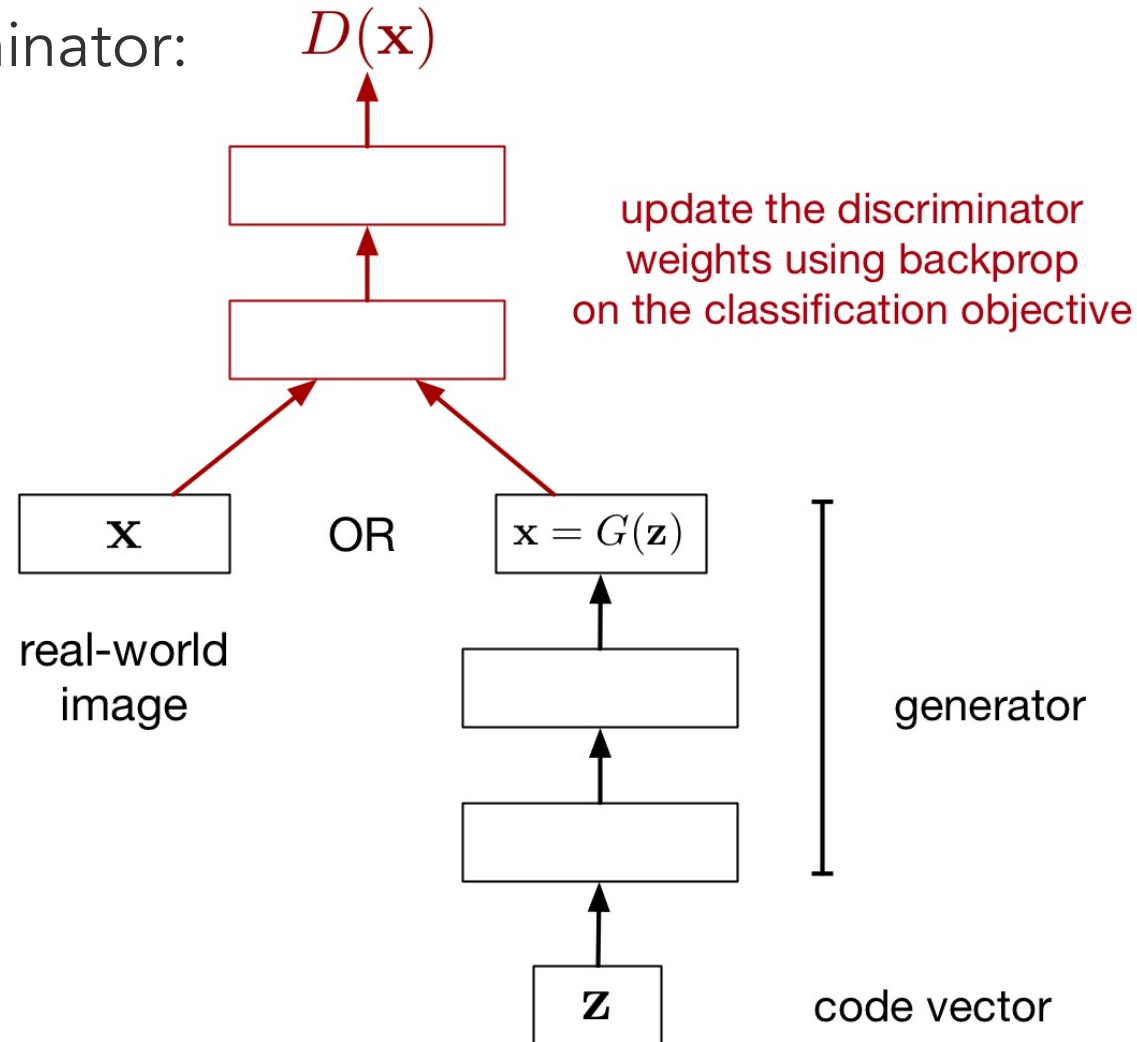 inator:
D(x)
update the discriminator
weights using backprop
on the classification objective
x
OR
x = G(z)
real-world
image
generator
z
code vector